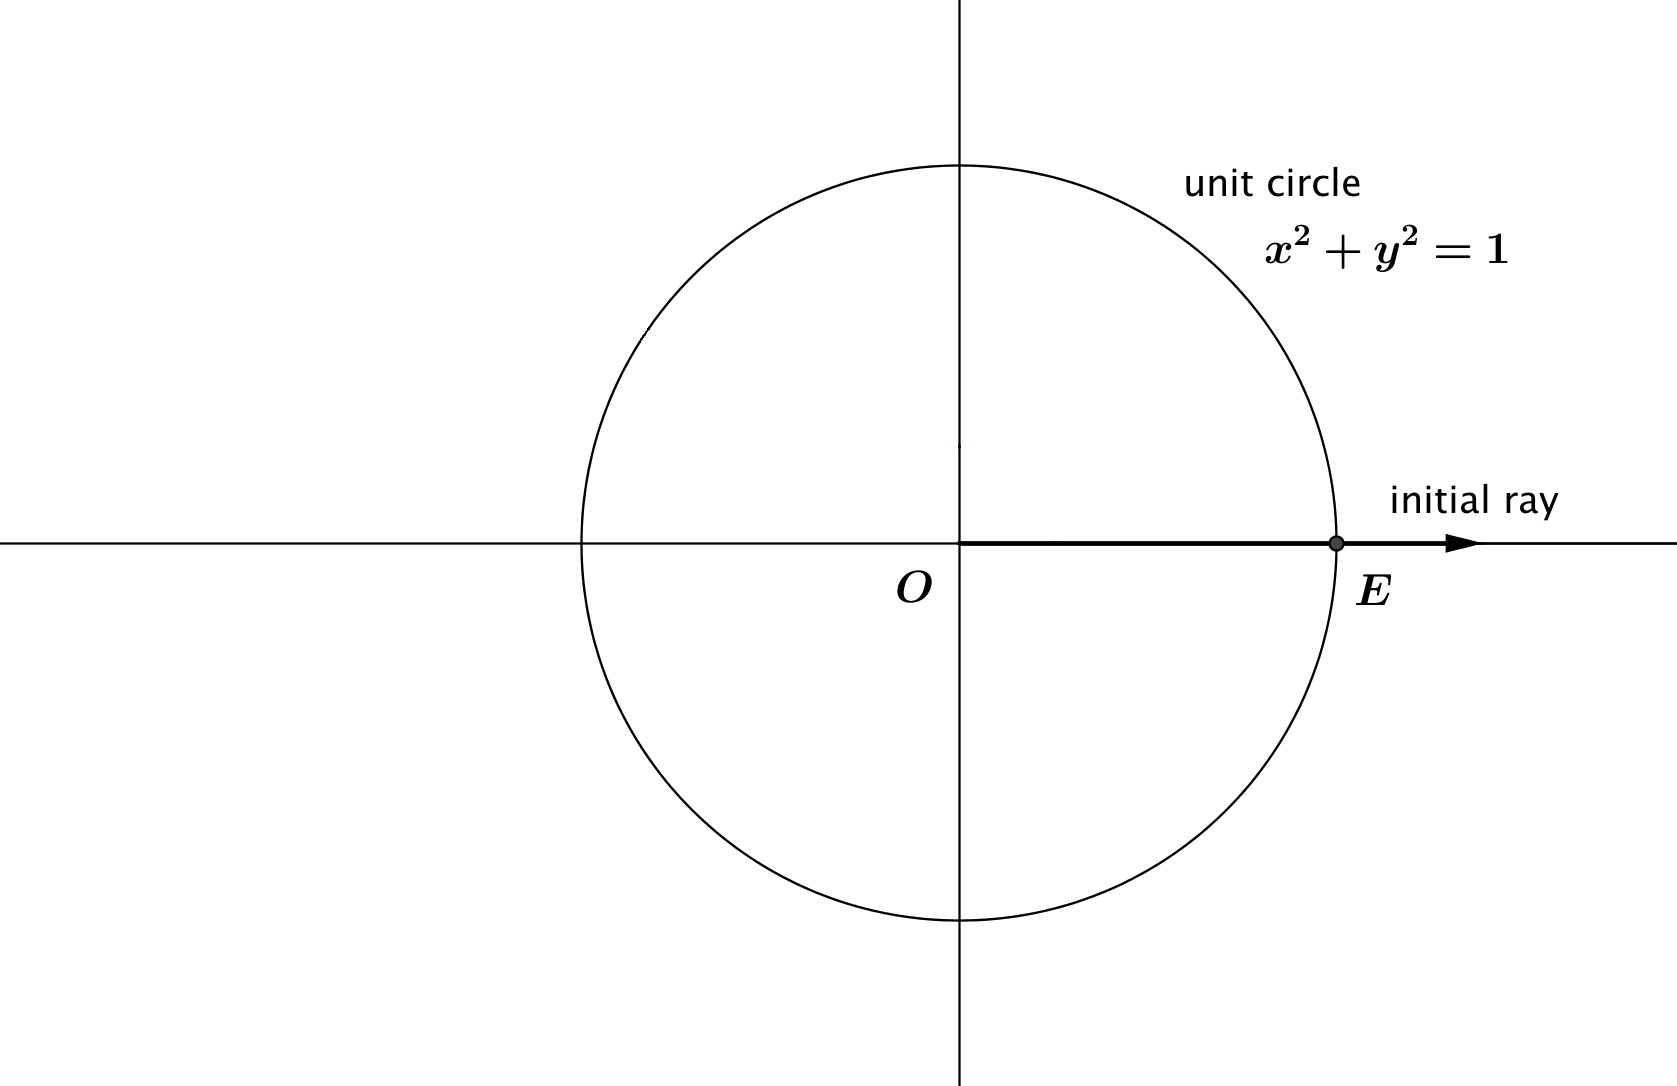 unit circle
x² + y² = 1
initial ray
O
E